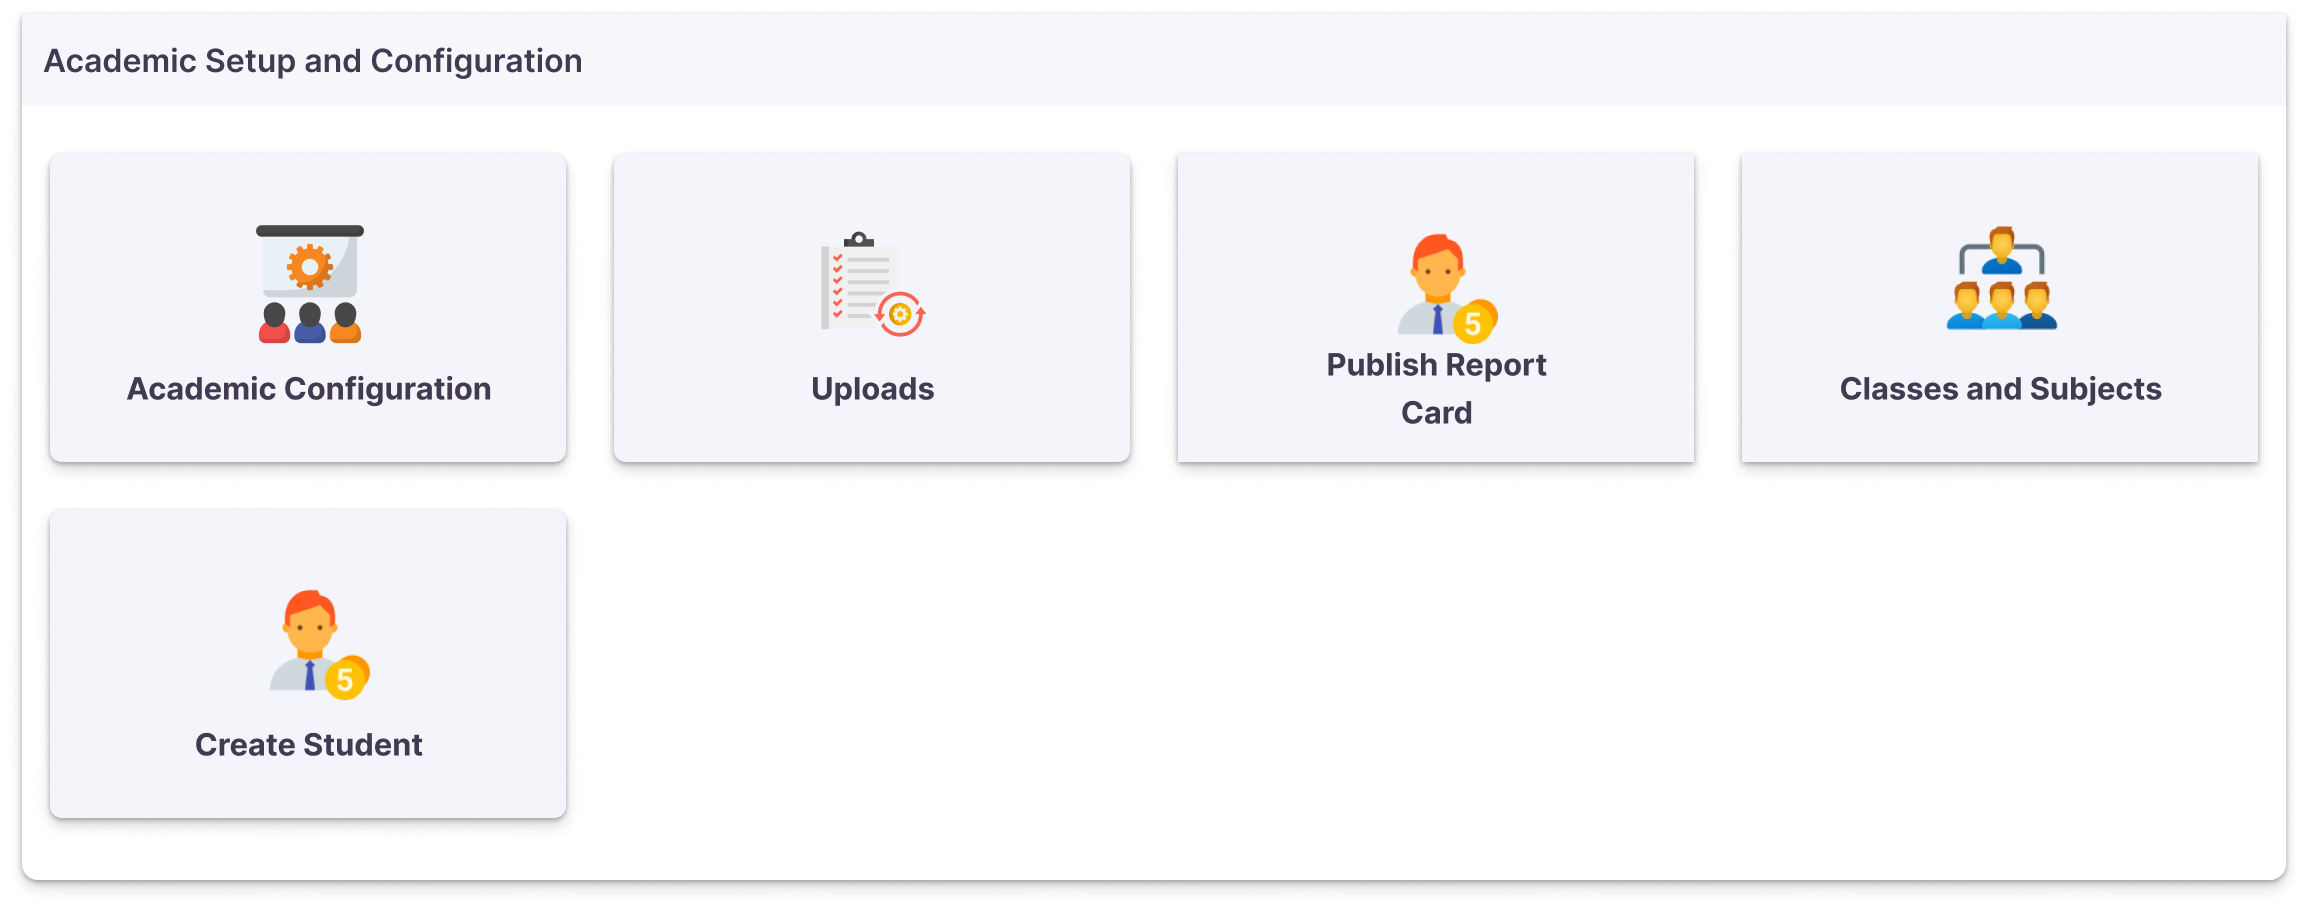 Academic Setup and Configuration
Academic Configuration
Uploads
5
Publish Report
Card
Classes and Subjects
5
Create Student